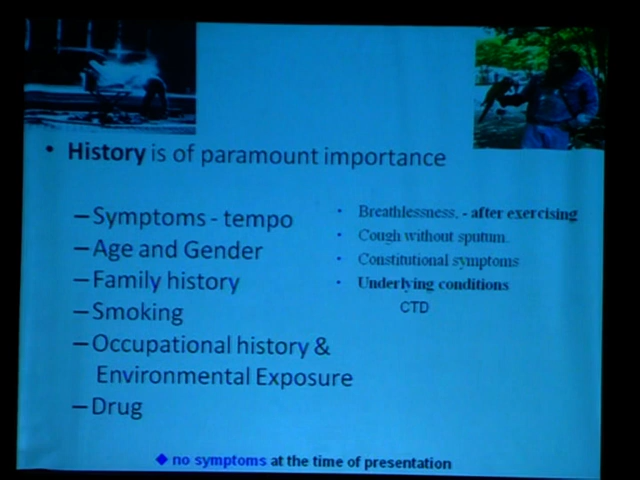 • History is of paramount importance
–Symptoms - tempo
–Age and Gender
–Family history
–Smoking
–Occupational history &
Environmental Exposure
–Drug
• Breathlessness, - after exercising
• Cough without sputum.
• Constitutional symptoms
• Underlying conditions
CTD
◆ no symptoms at the time of presentation